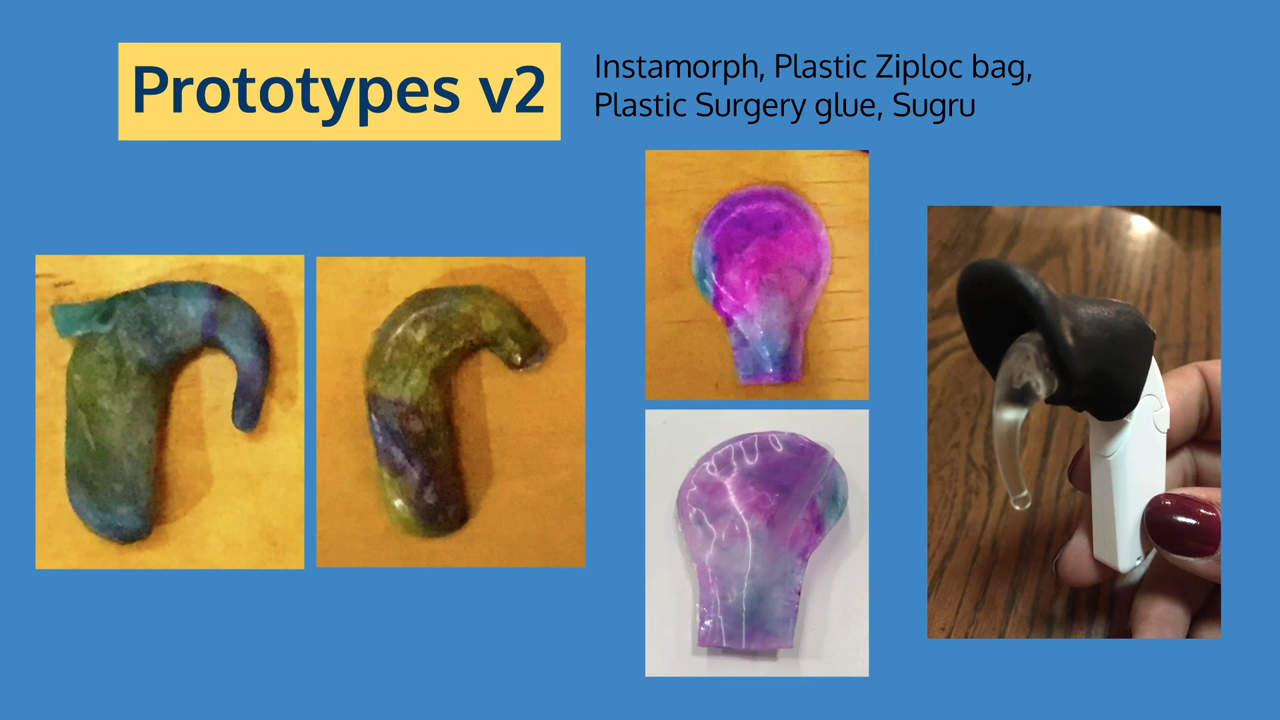 Prototypes v2
Instamorph, Plastic Ziploc bag,
Plastic Surgery glue, Sugru